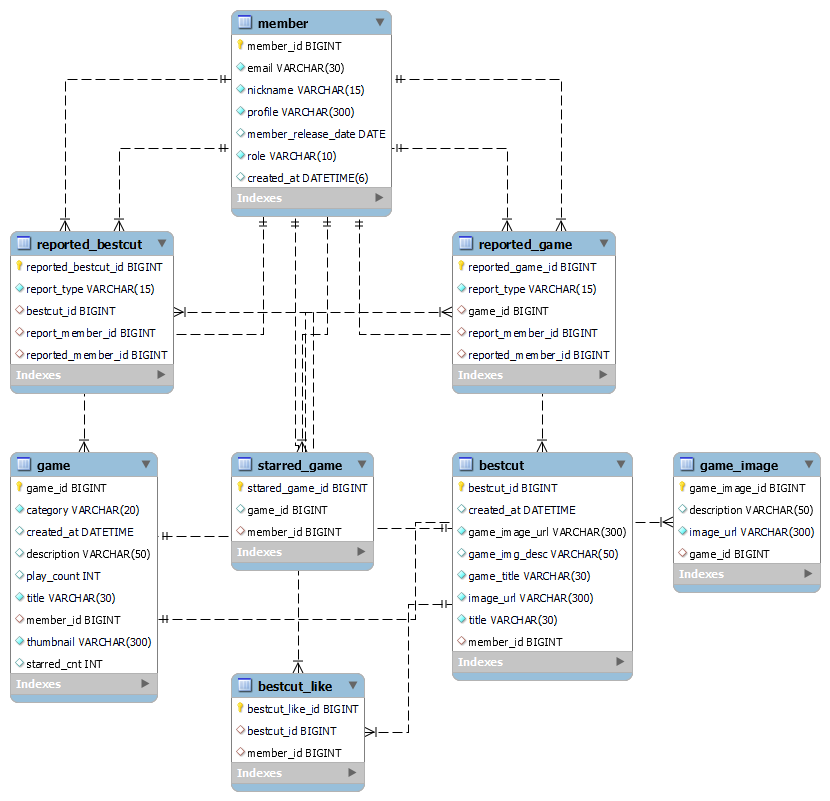 member
member_id BIGINT
email VARCHAR(30)
nickname VARCHAR(15)
profile VARCHAR(300)
member_release_date DATE
role VARCHAR(10)
created_at DATETIME(6)
Indexes
reported_bestcut
reported_bestcut_id BIGINT
report_type VARCHAR(15)
bestcut_id BIGINT
report_member_id BIGINT
reported_member_id BIGINT
Indexes
reported_game
reported_game_id BIGINT
report_type VARCHAR(15)
game_id BIGINT
report_member_id BIGINT
reported_member_id BIGINT
Indexes
game
game_id BIGINT
category VARCHAR(20)
created_at DATETIME
description VARCHAR(50)
play_count INT
title VARCHAR(30)
member_id BIGINT
thumbnail VARCHAR(300)
starred_cnt INT
Indexes
starred_game
sttared_game_id BIGINT
game_id BIGINT
member_id BIGINT
Indexes
bestcut
bestcut_id BIGINT
created_at DATETIME
game_image_url VARCHAR(300)
game_img_desc VARCHAR(50)
game_title VARCHAR(30)
image_url VARCHAR(300)
title VARCHAR(30)
member_id BIGINT
Indexes
game_image
game_image_id BIGINT
description VARCHAR(50)
image_url VARCHAR(300)
game_id BIGINT
Indexes
bestcut_like
bestcut_like_id BIGINT
bestcut_id BIGINT
member_id BIGINT
Indexes